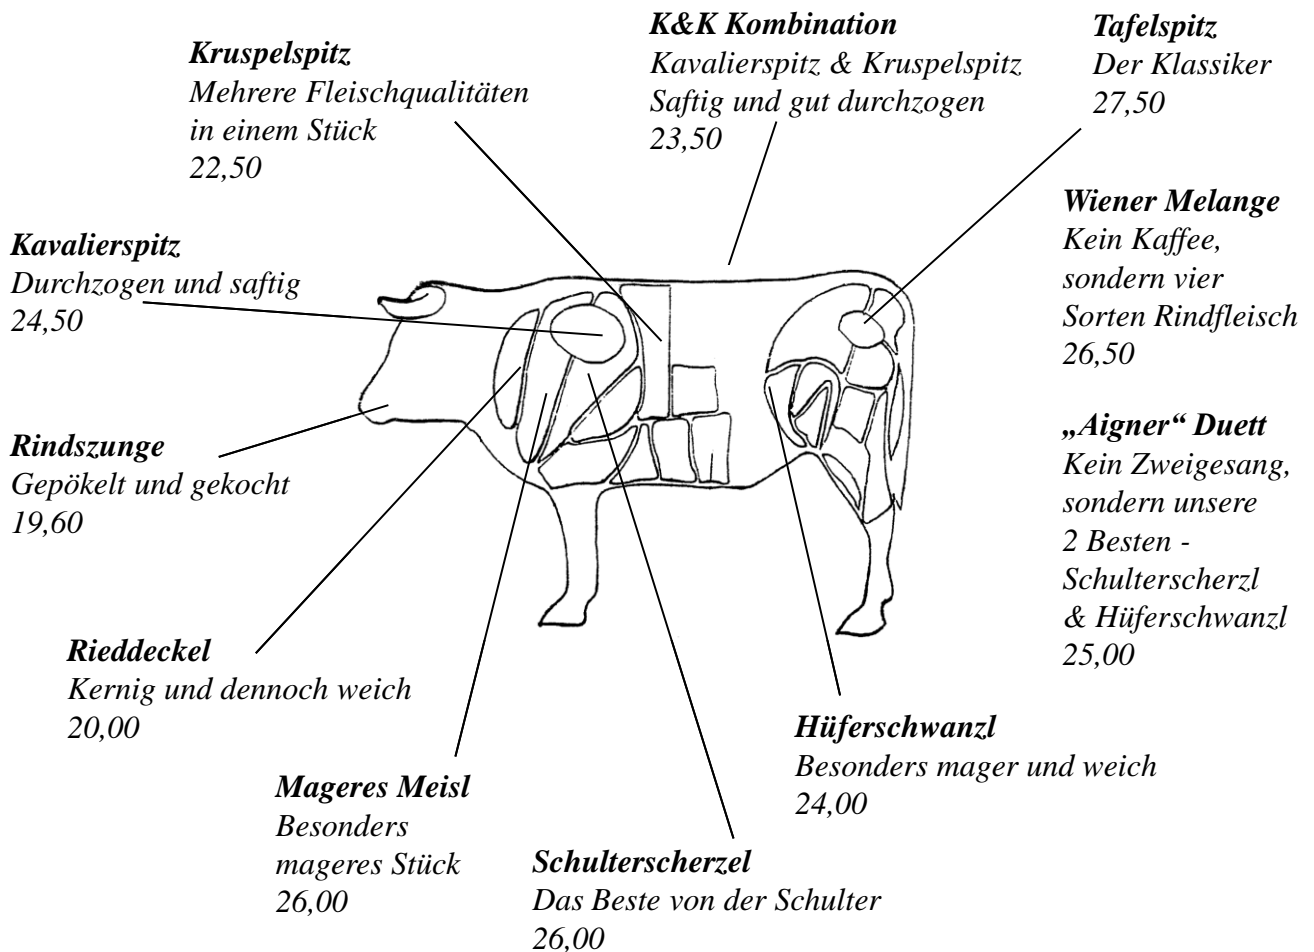 Kruspelspitz
Mehrere Fleischqualitäten
in einem Stück
22,50
K&K Kombination
Kavalierspitz & Kruspelspitz
Saftig und gut durchzogen
23,50
Tafelspitz
Der Klassiker
27,50
Kavalierspitz
Durchzogen und saftig
24,50
Wiener Melange
Kein Kaffee,
sondern vier
Sorten Rindfleisch
26,50
Rindszunge
Gepökelt und gekocht
19,60
„Aigner“ Duett
Kein Zweigesang,
sondern unsere
2 Besten -
Schulterscherzl
& Hüferschwanzl
25,00
Rieddeckel
Kernig und dennoch weich
20,00
Mageres Meisl
Besonders
mageres Stück
26,00
Schulterscherzel
Das Beste von der Schulter
26,00
Hüferschwanzl
Besonders mager und weich
24,00